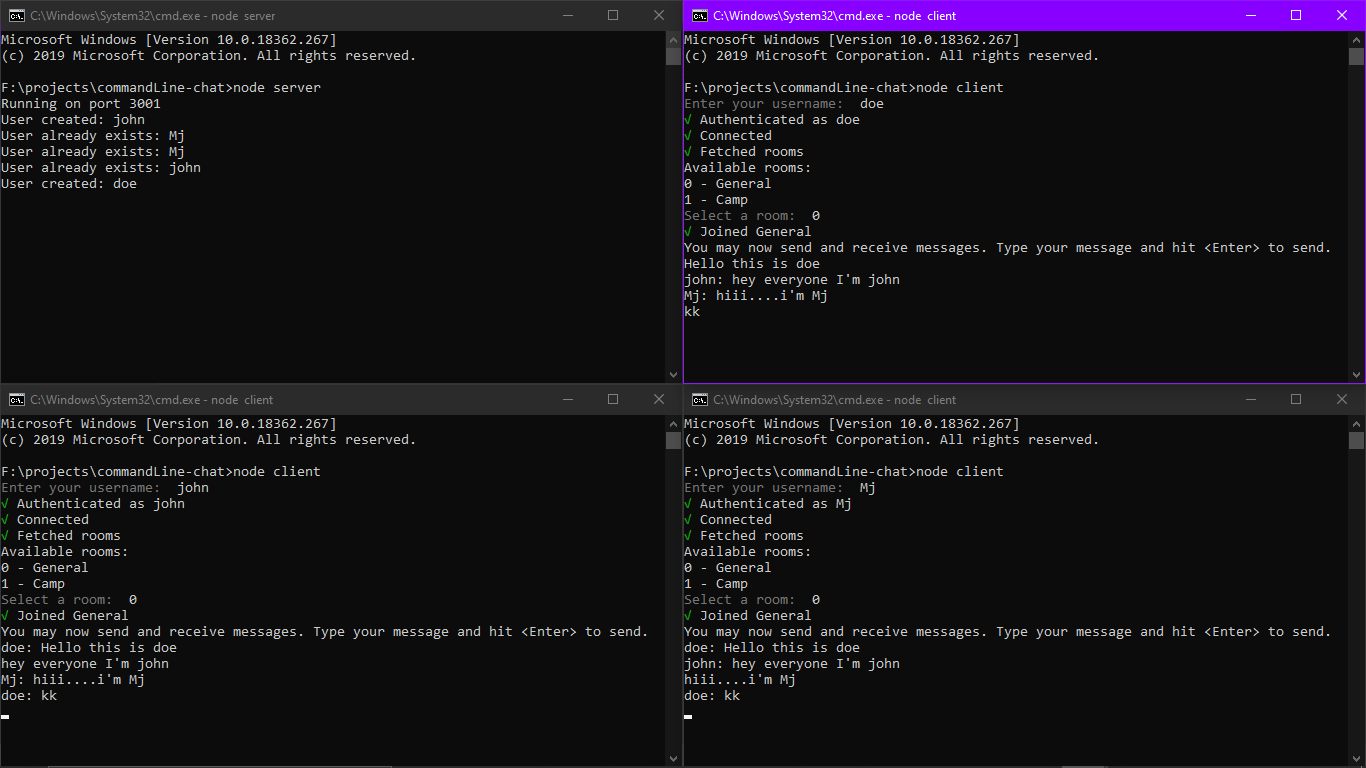 C:\Windows\System32\cmd.exe - node  server
Microsoft Windows [Version 10.0.18362.267]
(c) 2019 Microsoft Corporation. All rights reserved.
F:\projects\commandLine-chat>node server
Running on port 3001
User created: john
User already exists: Mj
User already exists: Mj
User already exists: john
User created: doe
C:\Windows\System32\cmd.exe - node  client
Microsoft Windows [Version 10.0.18362.267]
(c) 2019 Microsoft Corporation. All rights reserved.
F:\projects\commandLine-chat>node client
Enter your username:  doe
√ Authenticated as doe
√ Connected
√ Fetched rooms
Available rooms:
0 - General
1 - Camp
Select a room:  0
√ Joined General
You may now send and receive messages. Type your message and hit <Enter> to send.
Hello this is doe
john: hey everyone I'm john
Mj: hiii....i'm Mj
kk
C:\Windows\System32\cmd.exe - node  client
Microsoft Windows [Version 10.0.18362.267]
(c) 2019 Microsoft Corporation. All rights reserved.
F:\projects\commandLine-chat>node client
Enter your username:  john
√ Authenticated as john
√ Connected
√ Fetched rooms
Available rooms:
0 - General
1 - Camp
Select a room:  0
√ Joined General
You may now send and receive messages. Type your message and hit <Enter> to send.
doe: Hello this is doe
hey everyone I'm john
Mj: hiii....i'm Mj
doe: kk
C:\Windows\System32\cmd.exe - node  client
Microsoft Windows [Version 10.0.18362.267]
(c) 2019 Microsoft Corporation. All rights reserved.
F:\projects\commandLine-chat>node client
Enter your username:  Mj
√ Authenticated as Mj
√ Connected
√ Fetched rooms
Available rooms:
0 - General
1 - Camp
Select a room:  0
√ Joined General
You may now send and receive messages. Type your message and hit <Enter> to send.
doe: Hello this is doe
john: hey everyone I'm john
hiii....i'm Mj
doe: kk